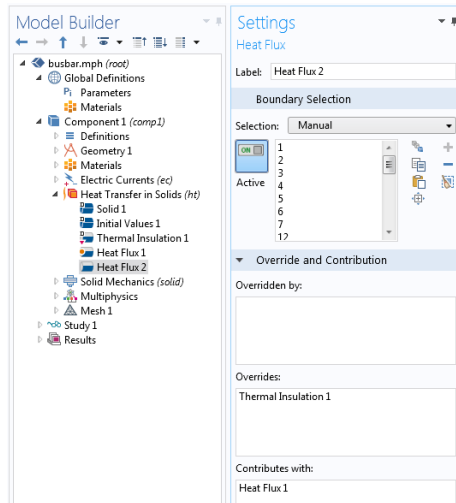 Model Builder
busbar.mph (root)
Global Definitions
Pi Parameters
Materials
Component 1 (comp1)
Definitions
Geometry 1
Materials
Electric Currents (ec)
Heat Transfer in Solids (ht)
Solid 1
Initial Values 1
Thermal Insulation 1
Heat Flux 1
Heat Flux 2
Solid Mechanics (solid)
Multiphysics
Mesh 1
Study 1
Results
Settings
Heat Flux
Label: Heat Flux 2
Boundary Selection
Selection: Manual
ON
Active
1
2
3
4
5
6
7
12
Override and Contribution
Overridden by:
Overrides:
Thermal Insulation 1
Contributes with:
Heat Flux 1